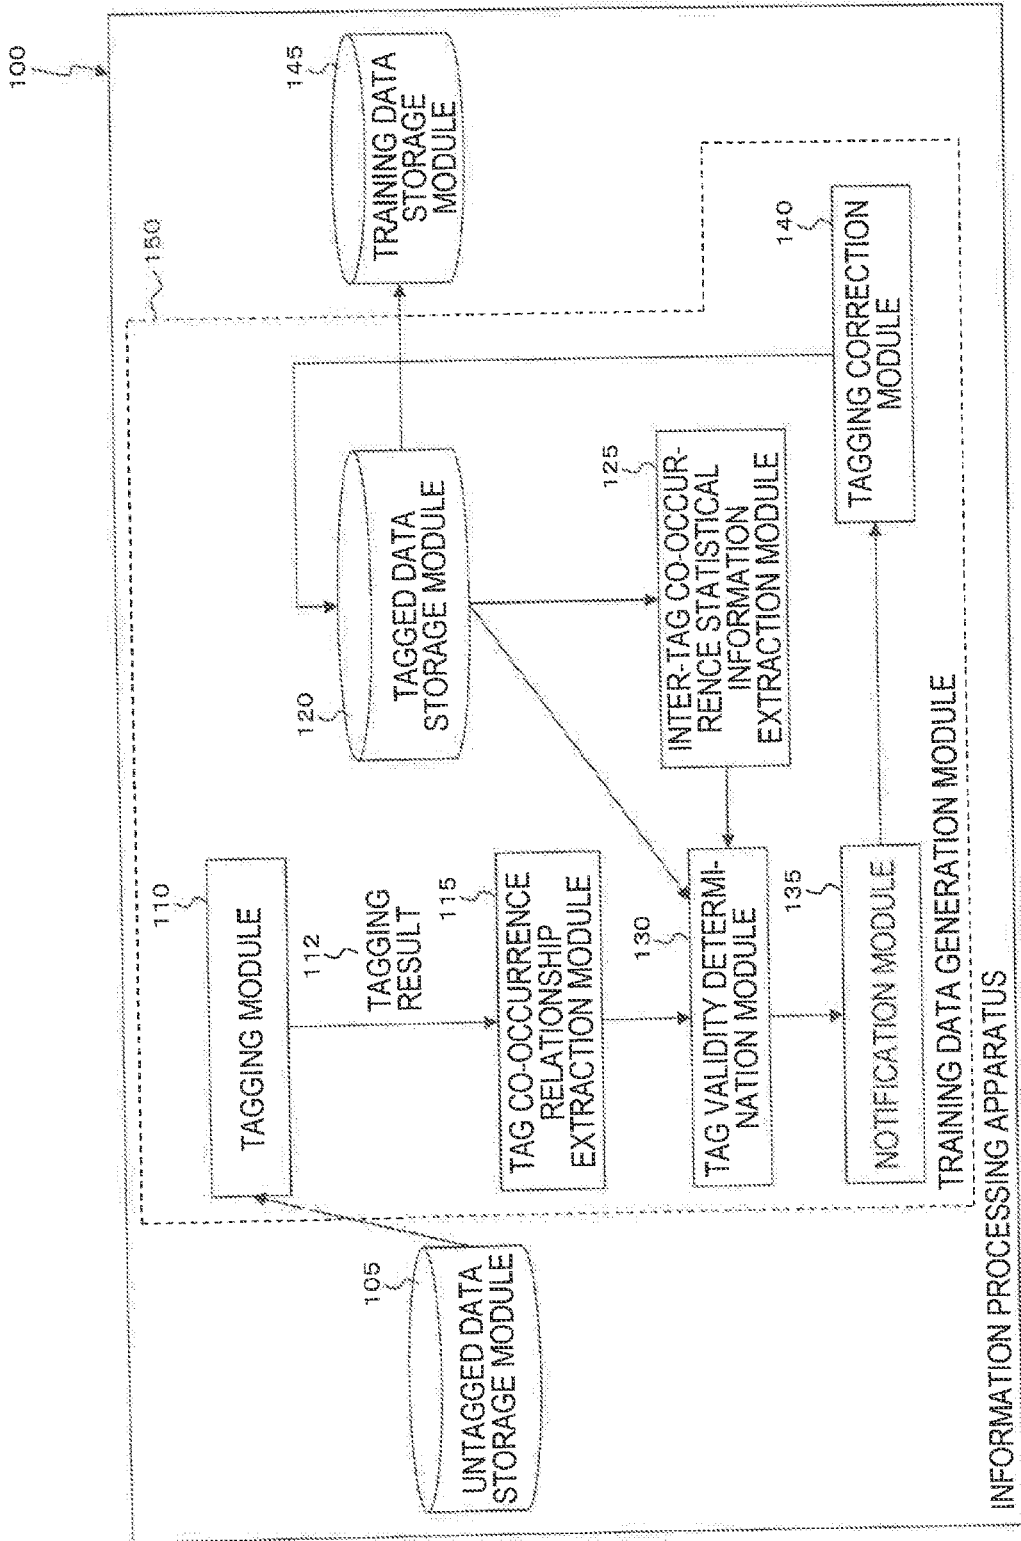 100
150
145
TRAINING DATA
STORAGE
MODULE
110
TAGGING MODULE
112
TAGGING
RESULT
105
UNTAGGED DATA
STORAGE MODULE
120
TAGGED DATA
STORAGE MODULE
115
TAG CO-OCCURRENCE
RELATIONSHIP
EXTRACTION MODULE
125
INTER-TAG CO-OCCUR-
RENCE STATISTICAL
INFORMATION
EXTRACTION MODULE
130
TAG VALIDITY DETERMI-
NATION MODULE
135
NOTIFICATION MODULE
140
TAGGING CORRECTION
MODULE
TRAINING DATA GENERATION MODULE
INFORMATION PROCESSING APPARATUS